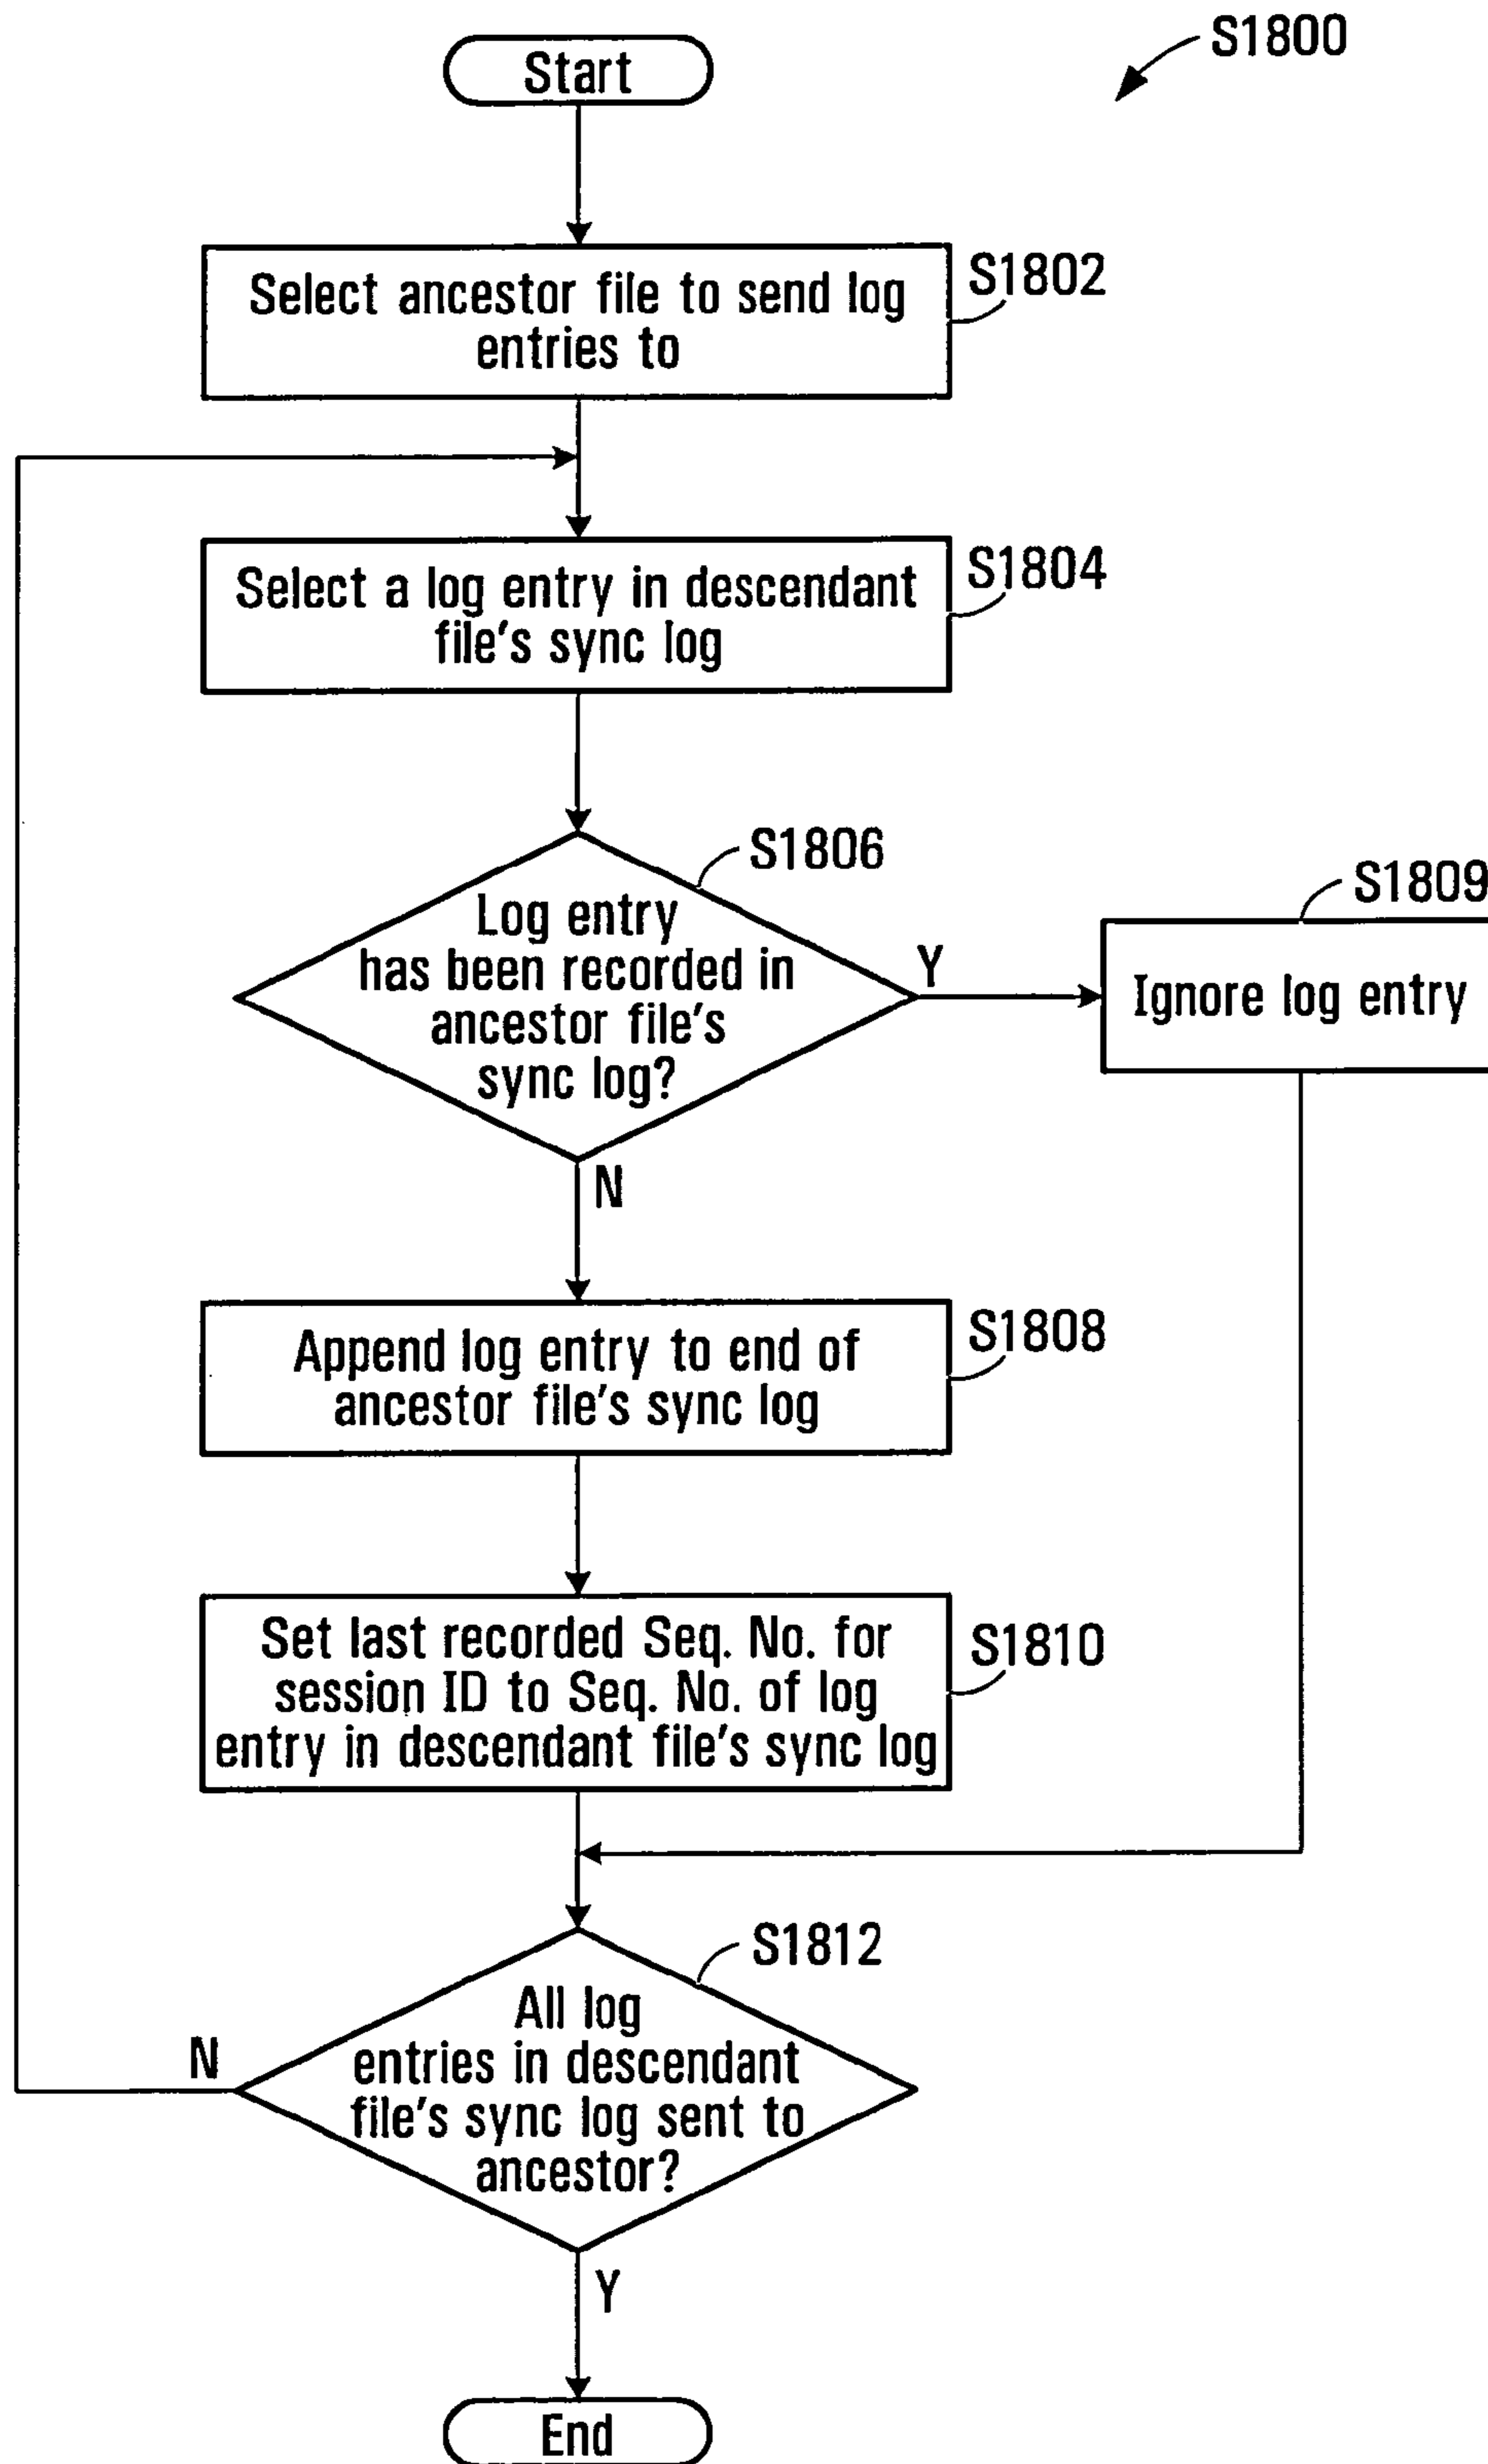 S1800
Start
Select ancestor file to send log
entries to
S1802
Select a log entry in descendant
file's sync log
S1804
S1806
Log entry
has been recorded in
ancestor file's
sync log?
Y
S1809
Ignore log entry
N
Append log entry to end of
ancestor file's sync log
S1808
Set last recorded Seq. No. for
session ID to Seq. No. of log
entry in descendant file's sync log
S1810
S1812
All log
entries in descendant
file's sync log sent to
ancestor?
N
Y
End